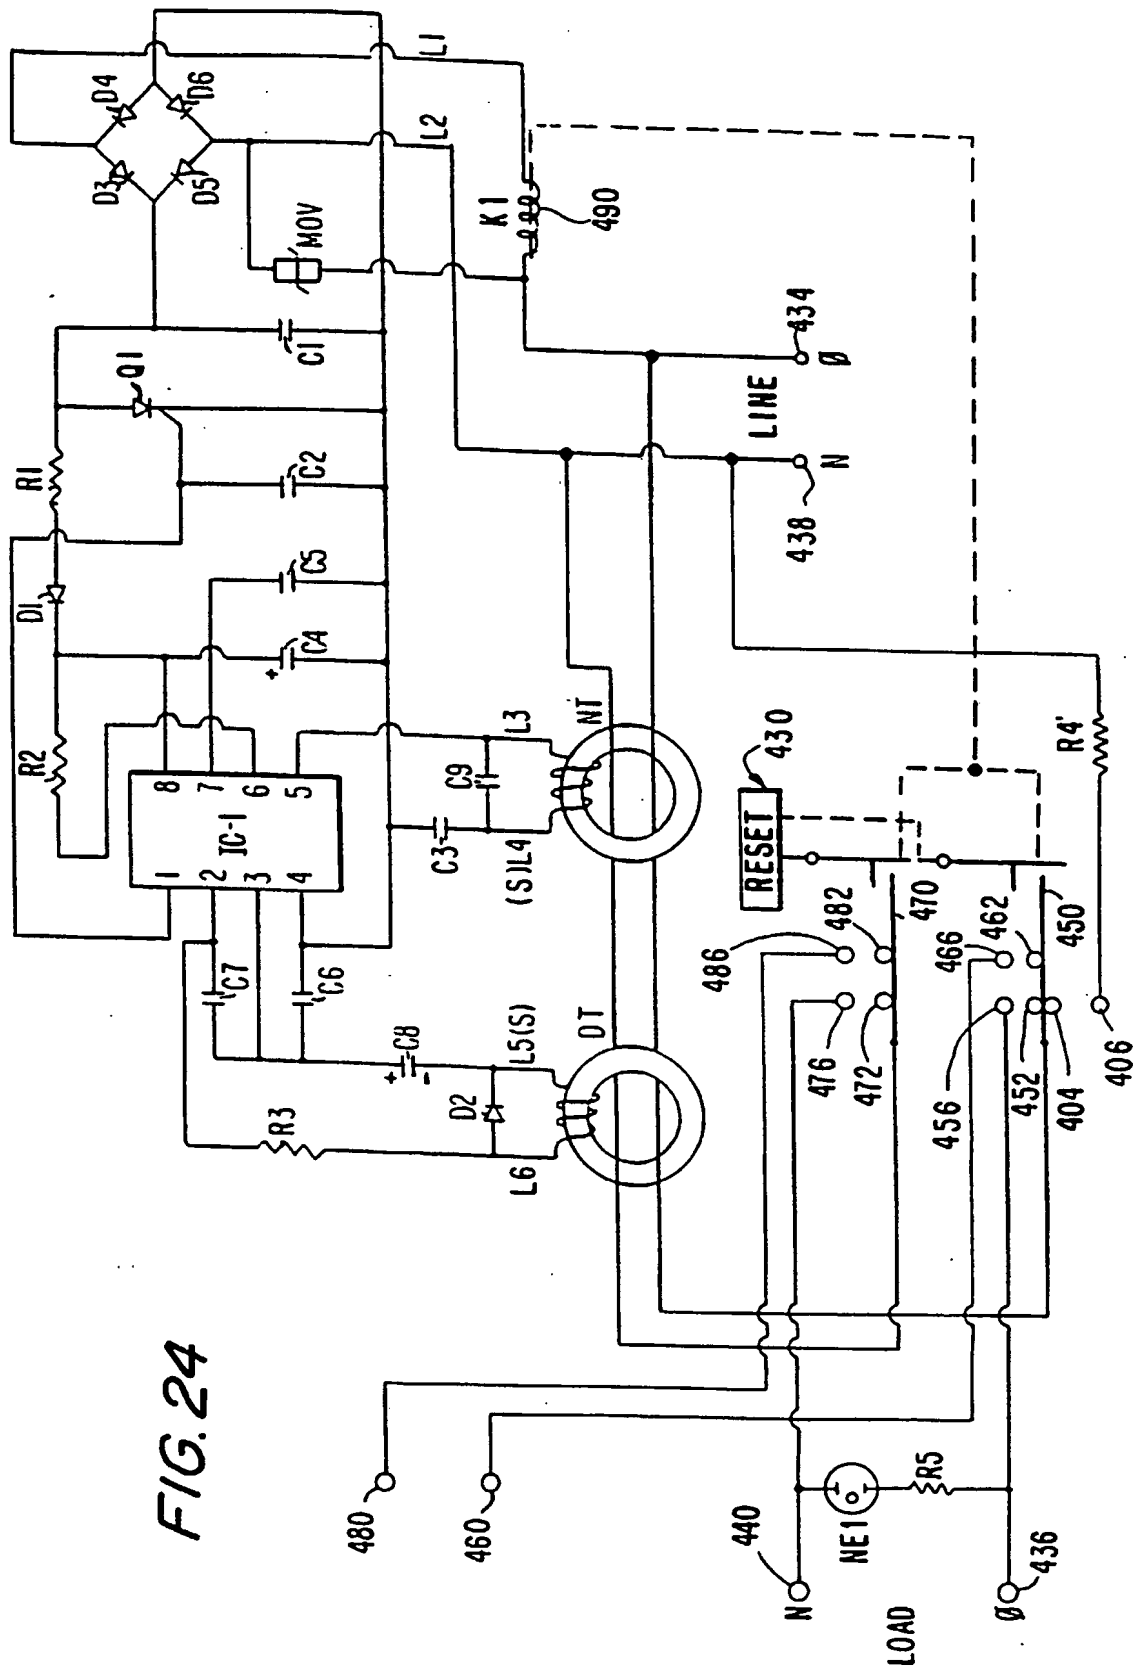 FIG. 24
L1
L2
D4
D6
D3
D5
MOV
K1
490
C1
Q1
R1
C2
D1
C5
C4
+
R2
IC-1
8
7
6
5
1
2
3
4
C7
C6
C3
C9
L3
(S)L4
NT
R3
+
C8
-
D2
L5(S)
L6
DT
434
Ø
LINE
N
438
RESET
430
R4'
486
482
470
476
472
466
462
450
456
452
404
406
480
460
440
N
NE1
R5
LOAD
Ø
436